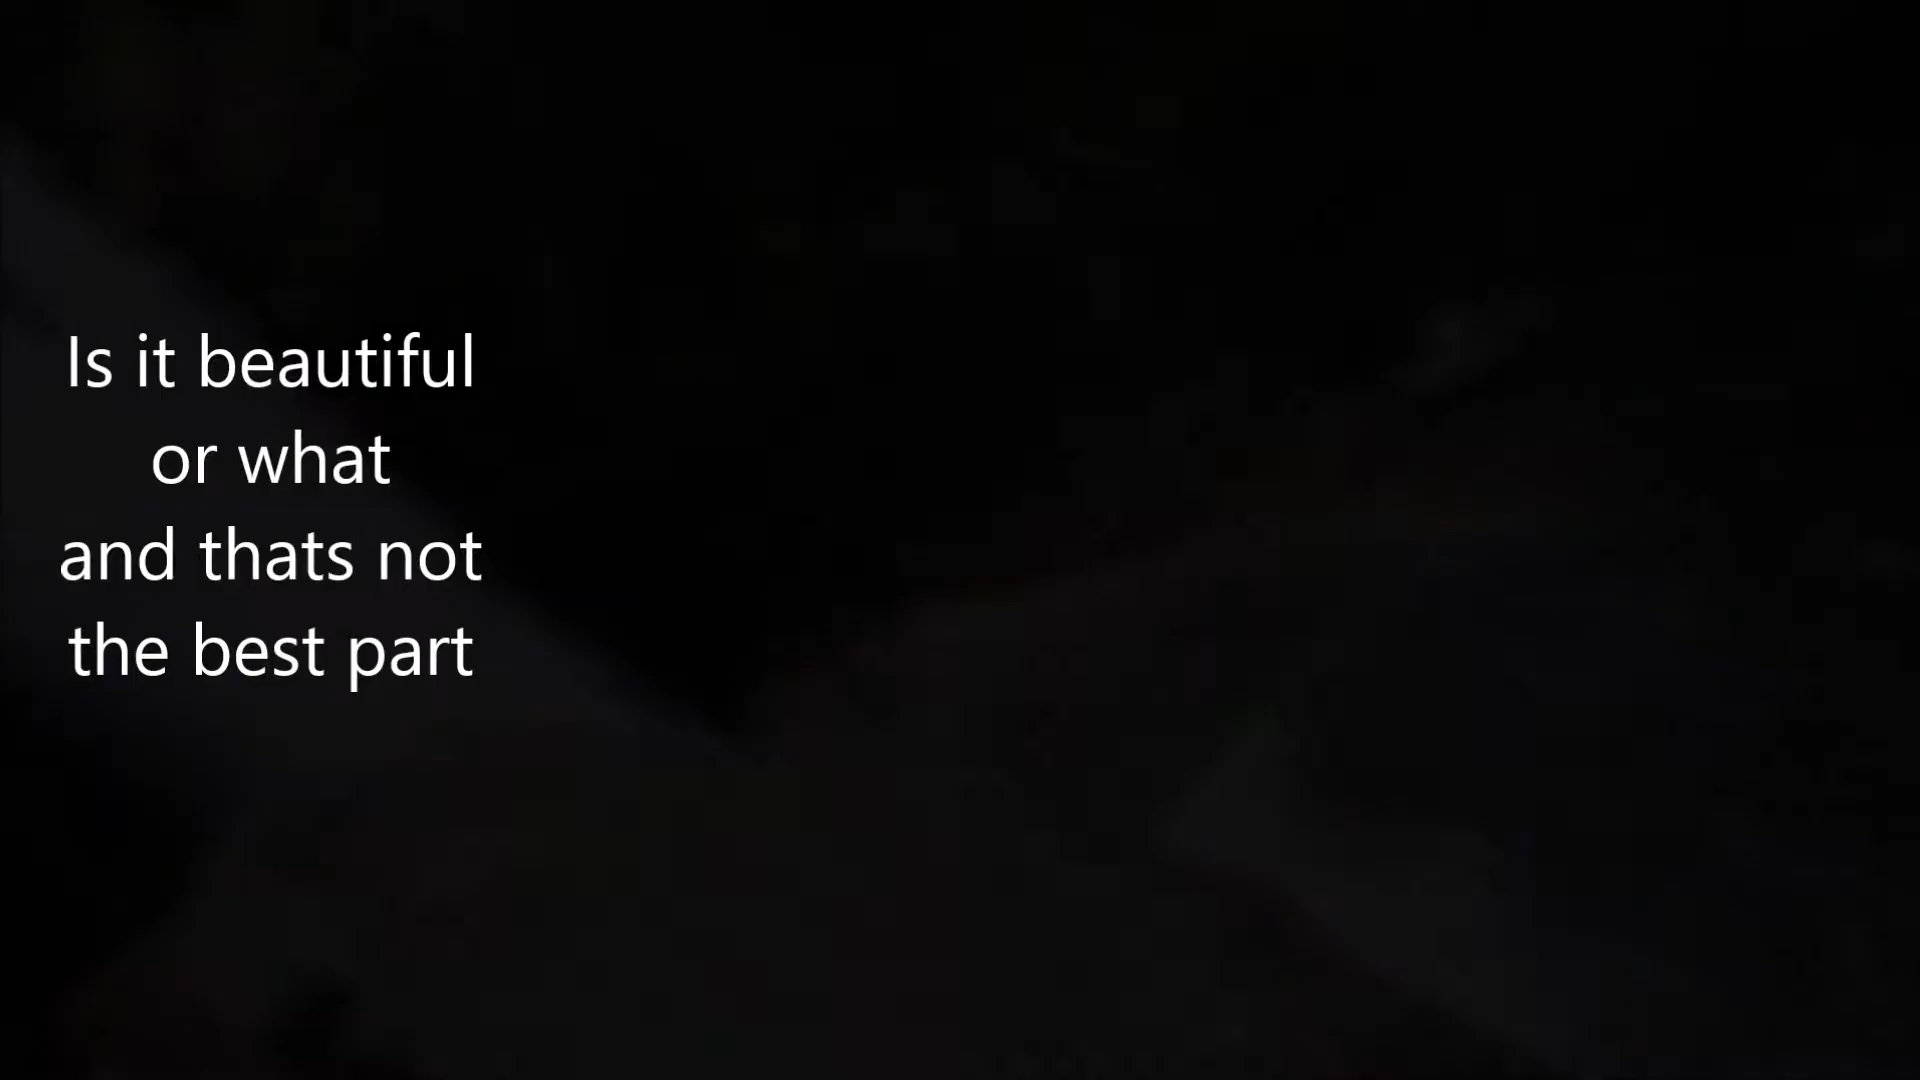 Is it beautiful
or what
and thats not
the best part